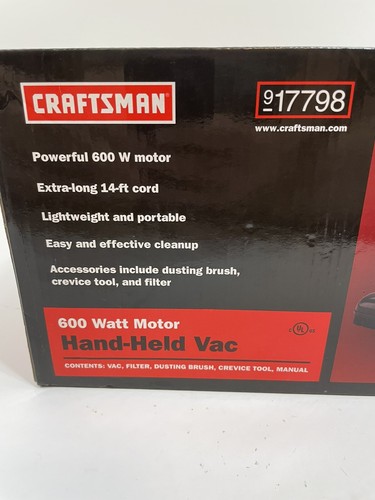 CRAFTSMAN®
917798
www.craftsman.com
Powerful 600 W motor
Extra-long 14-ft cord
Lightweight and portable
Easy and effective cleanup
Accessories include dusting brush,
crevice tool, and filter
600 Watt Motor
Hand-Held Vac
CONTENTS: VAC, FILTER, DUSTING BRUSH, CREVICE TOOL, MANUAL